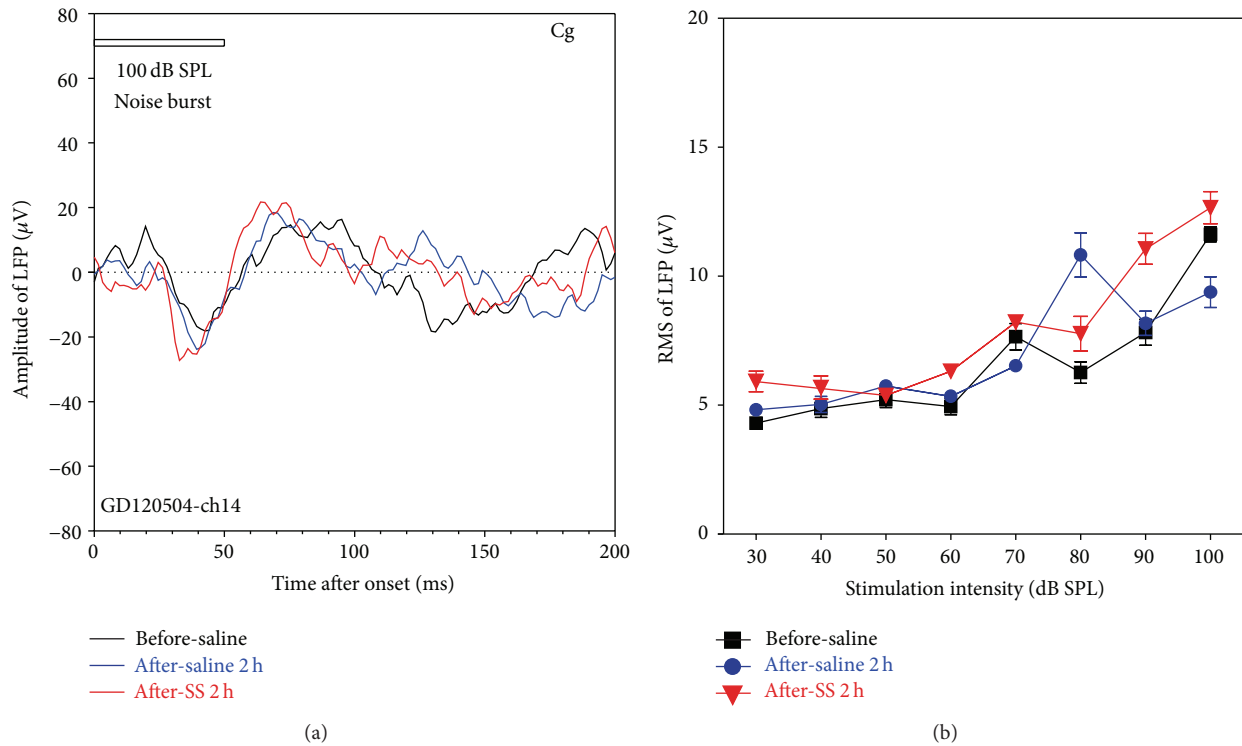 80
60
40
20
0
−20
−40
−60
−80
Amplitude of LFP (μV)
Cg
100 dB SPL
Noise burst
GD120504-ch14
0 50 100 150 200
Time after onset (ms)
Before-saline
After-saline 2 h
After-SS 2 h
(a)
20
15
10
5
0
RMS of LFP (μV)
30 40 50 60 70 80 90 100
Stimulation intensity (dB SPL)
Before-saline
After-saline 2 h
After-SS 2 h
(b)